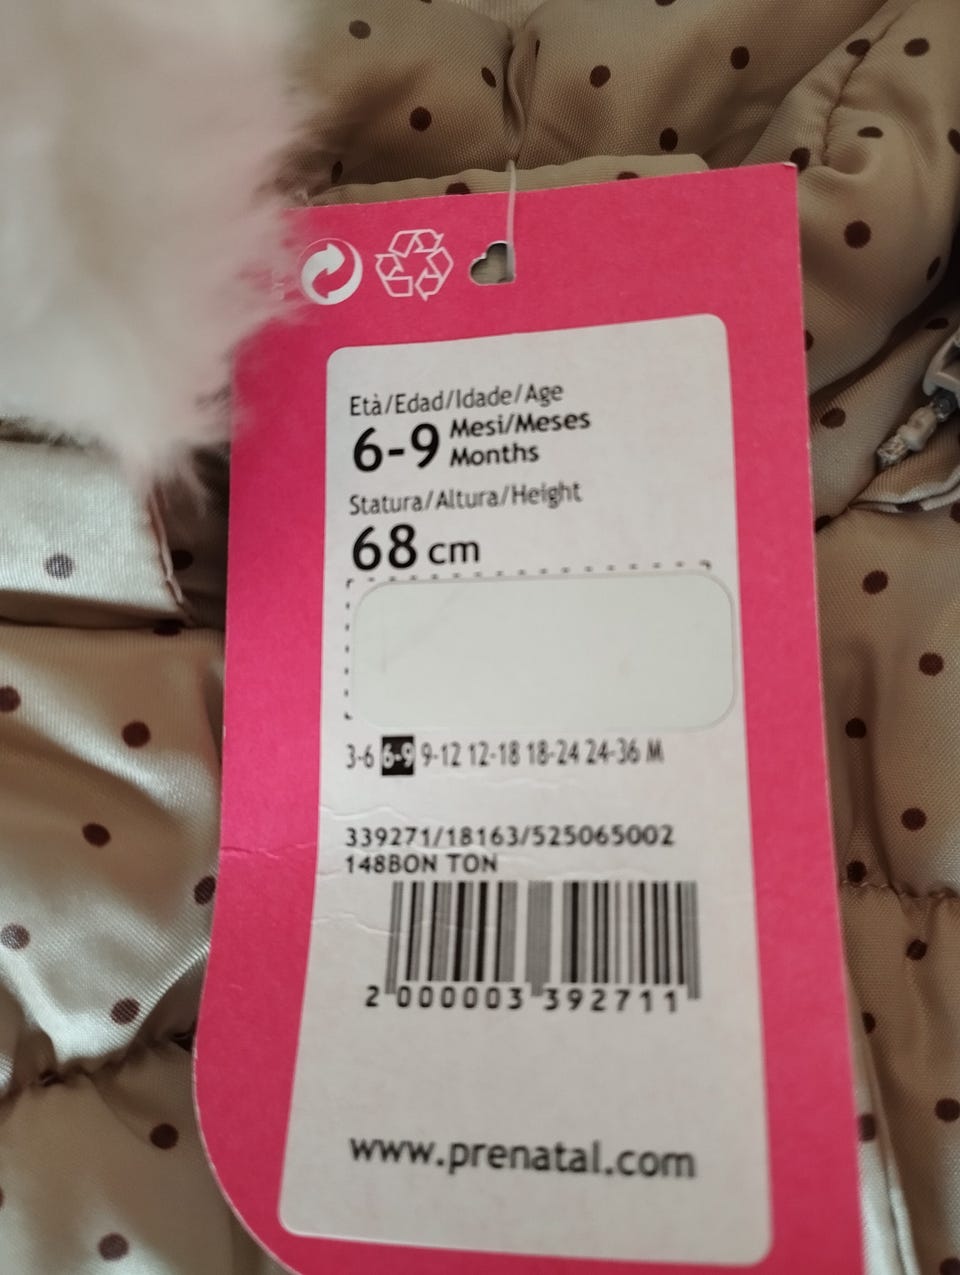 Età/Edad/Idade/Age
6-9 Mesi/Meses
Months
Statura/Altura/Height
68 cm
3-6 6-9 9-12 12-18 18-24 24-36 M
339271/18163/525065002
148BON TON
2 000003 392711
www.prenatal.com